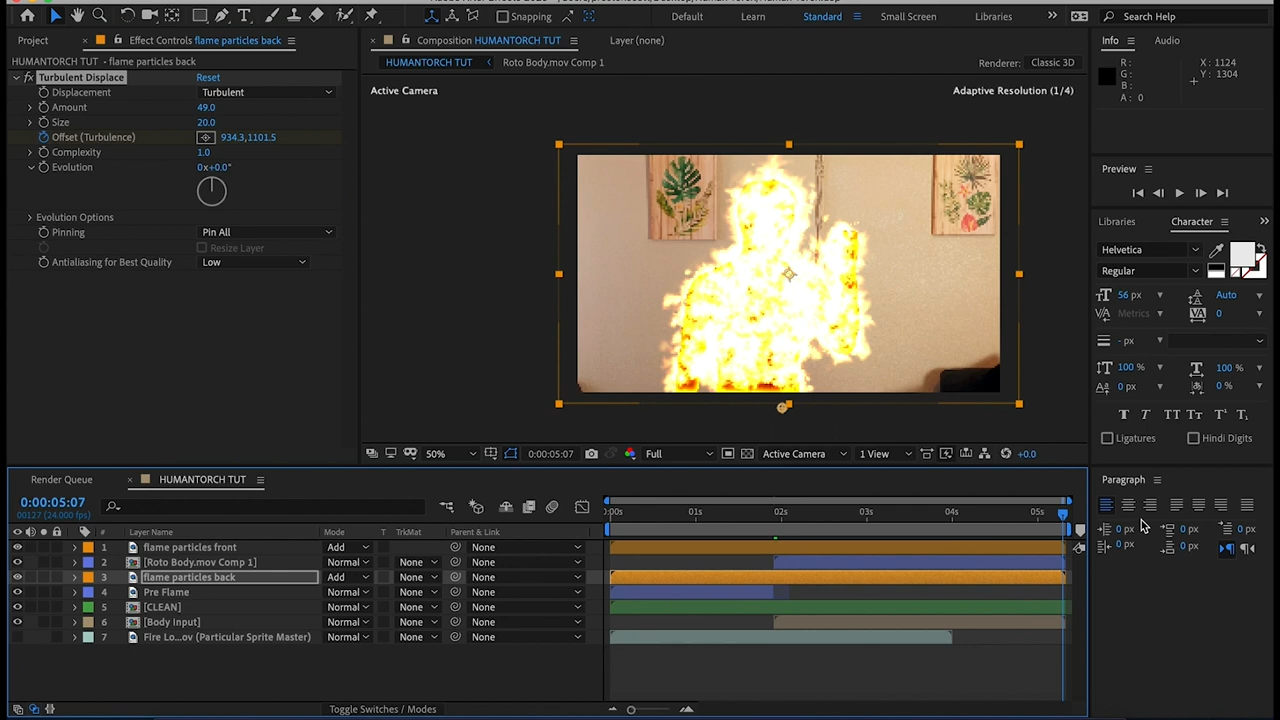 Snapping
Default
Learn
Standard
Small Screen
Libraries
Search Help
Project
Effect Controls flame particles back
Composition HUMANTORCH TUT
Layer (none)
Info
Audio
HUMANTORCH TUT - flame particles back
HUMANTORCH TUT
Roto Body.mov Comp 1
Renderer:
Classic 3D
fx Turbulent Displace
Reset
Displacement
Turbulent
Amount
49.0
Size
20.0
Offset (Turbulence)
934.3,1101.5
Complexity
1.0
Evolution
0x+0.0°
Evolution Options
Pinning
Pin All
Resize Layer
Antialiasing for Best Quality
Low
Active Camera
Adaptive Resolution (1/4)
R :
G :
B :
A : 0
X : 1124
Y : 1304
Preview
Libraries
Character
Helvetica
Regular
56 px
Auto
Metrics
0
- px
100 %
100 %
0 px
0 %
T T TT Tt T¹ T₁
Ligatures
Hindi Digits
50%
0:00:05:07
Full
Active Camera
1 View
+0.0
Render Queue
HUMANTORCH TUT
Paragraph
0:00:05:07
00127 (24.000 fps)
:00s
01s
02s
03s
04s
05s
0 px
0 px
0 px
0 px
0 px
# Layer Name
Mode
T TrkMat
Parent & Link
1 flame particles front Add None
2 [Roto Body.mov Comp 1] Normal None None
3 flame particles back Add None None
4 Pre Flame Normal None None
5 [CLEAN] Normal None None
6 [Body Input] Normal None None
7 Fire Lo...ov (Particular Sprite Master) Normal None None
Toggle Switches / Modes